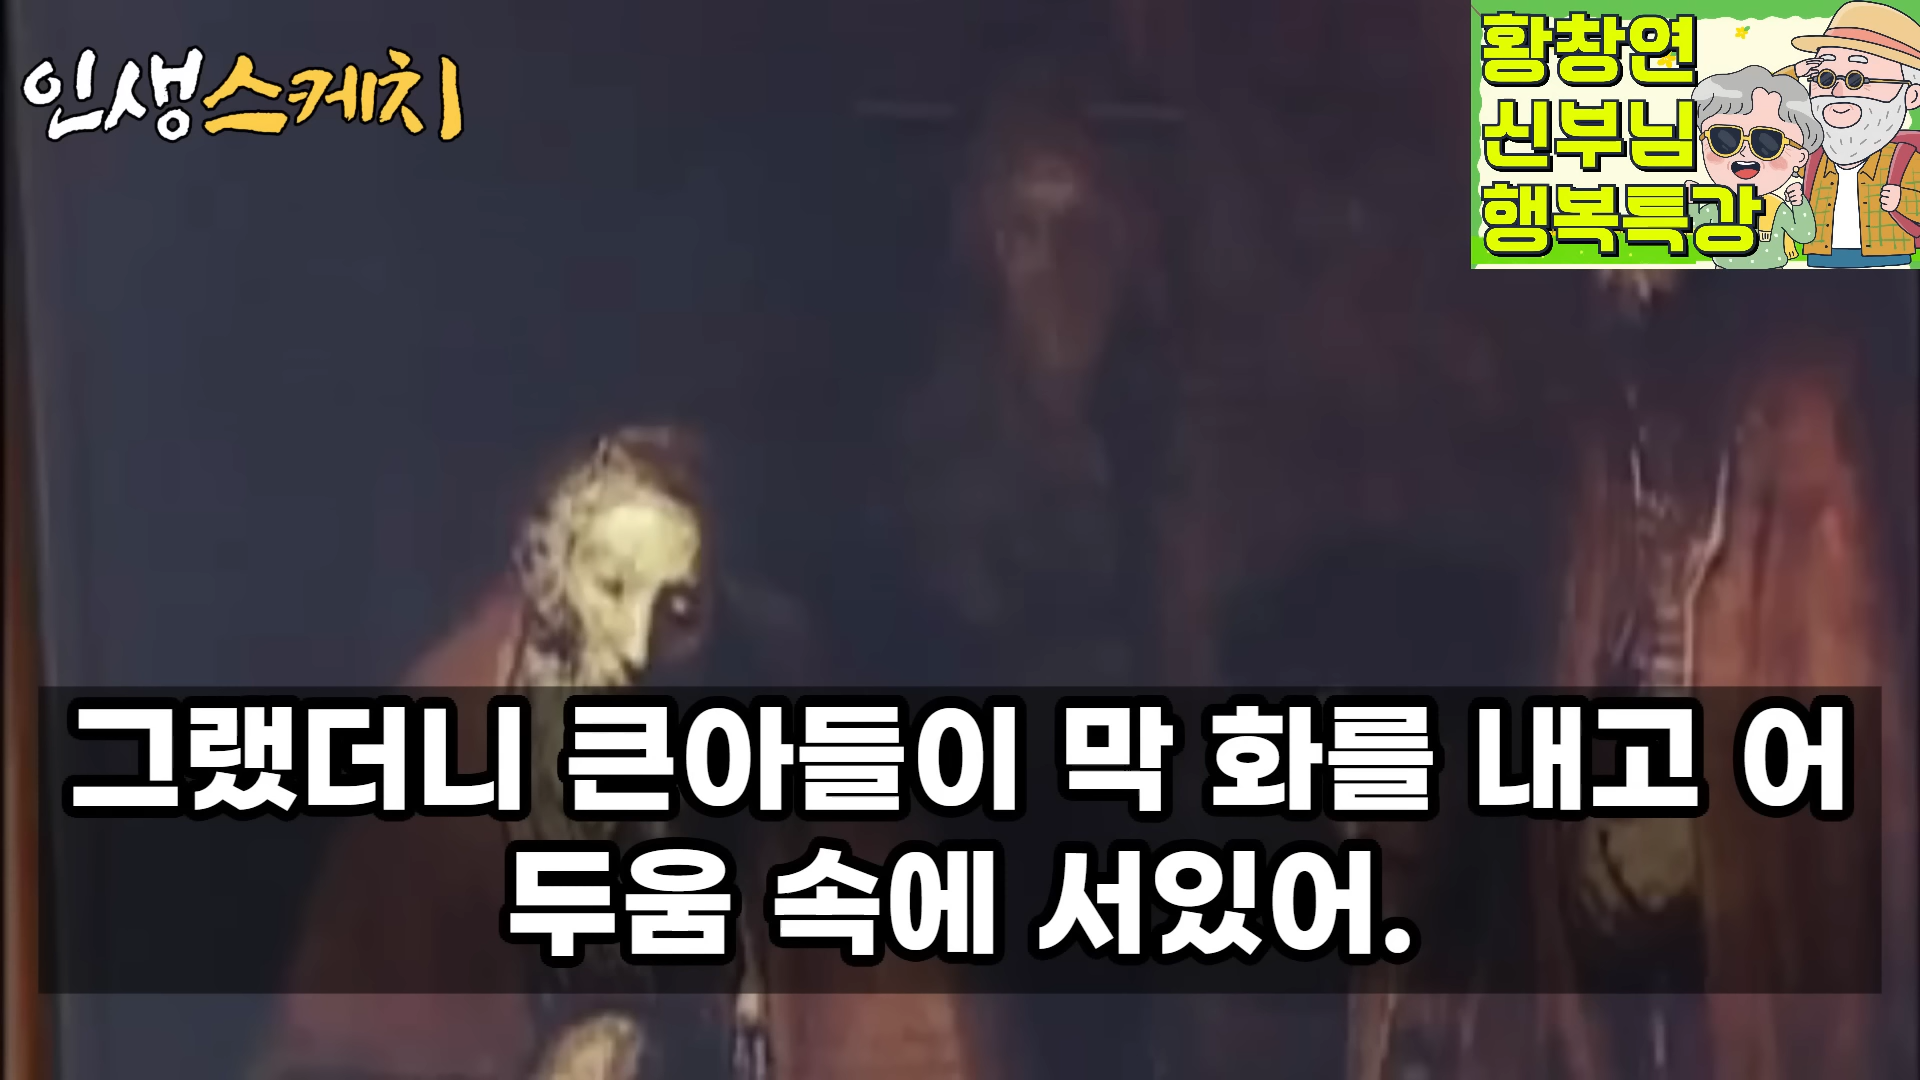 인생스케치
황창연
신부님
행복특강
그랬더니 큰아들이 막 화를 내고 어
두움 속에 서있어.